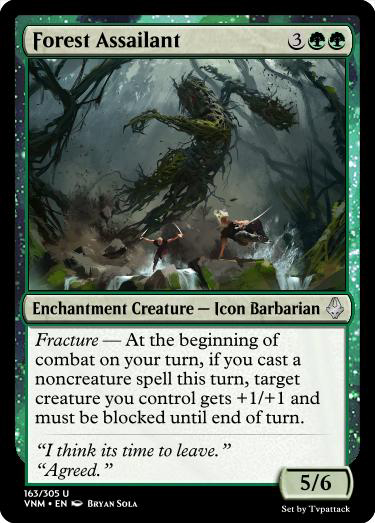 Forest Assailant 3
Enchantment Creature — Icon Barbarian
Fracture — At the beginning of
combat on your turn, if you cast a
noncreature spell this turn, target
creature you control gets +1/+1 and
must be blocked until end of turn.
“I think its time to leave.”
“Agreed.”
5/6
163/305 U
VNM • EN Bryan Sola
Set by Tvpattack